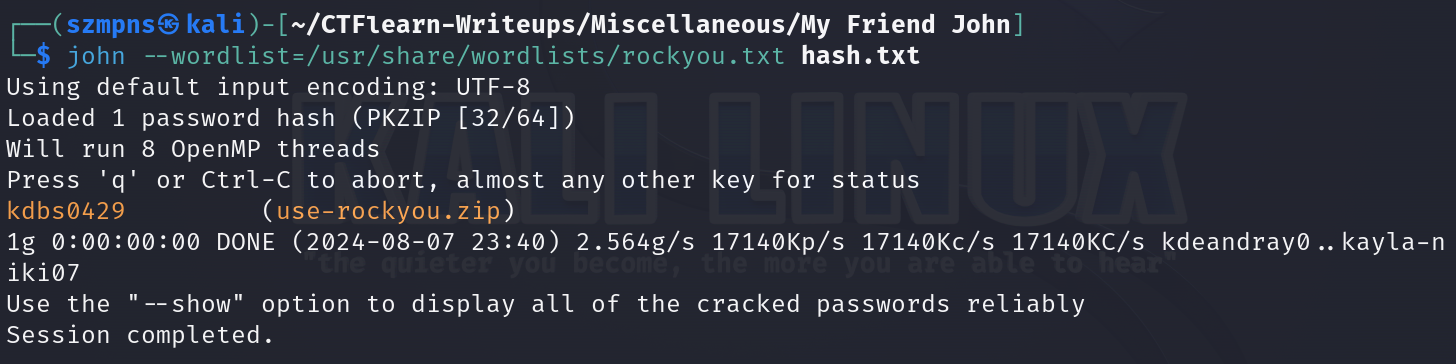 ┌──(szmpns㉿kali)-[~/CTFlearn-Writeups/Miscellaneous/My Friend John]
└─$ john --wordlist=/usr/share/wordlists/rockyou.txt hash.txt
Using default input encoding: UTF-8
Loaded 1 password hash (PKZIP [32/64])
Will run 8 OpenMP threads
Press 'q' or Ctrl-C to abort, almost any other key for status
kdbs0429         (use-rockyou.zip)
1g 0:00:00:00 DONE (2024-08-07 23:40) 2.564g/s 17140Kp/s 17140Kc/s 17140KC/s kdeandray0..kayla-n
iki07
Use the "--show" option to display all of the cracked passwords reliably
Session completed.
KALI LINUX
"the quieter you become, the more you are able to hear"